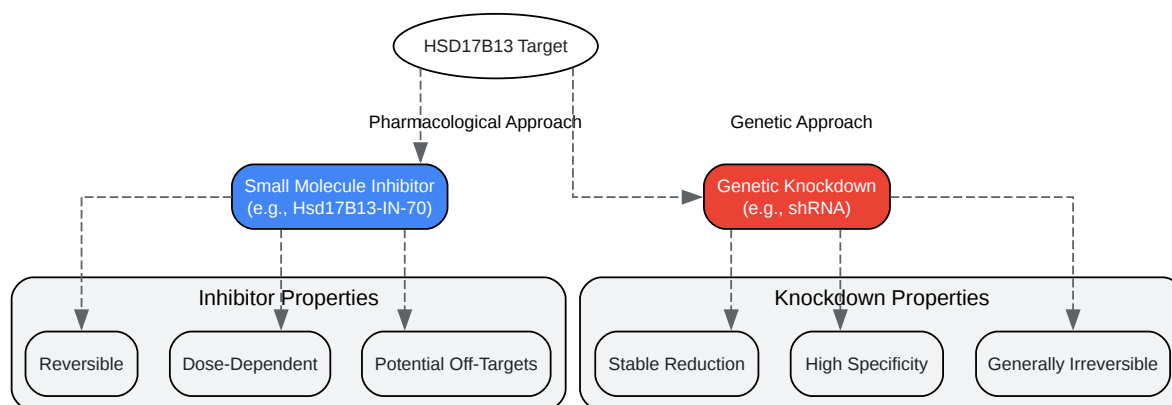 HSD17B13 Target
Pharmacological Approach
Genetic Approach
Small Molecule Inhibitor
(e.g., Hsd17B13-IN-70)
Genetic Knockdown
(e.g., shRNA)
Inhibitor Properties
Knockdown Properties
Reversible
Dose-Dependent
Potential Off-Targets
Stable Reduction
High Specificity
Generally Irreversible